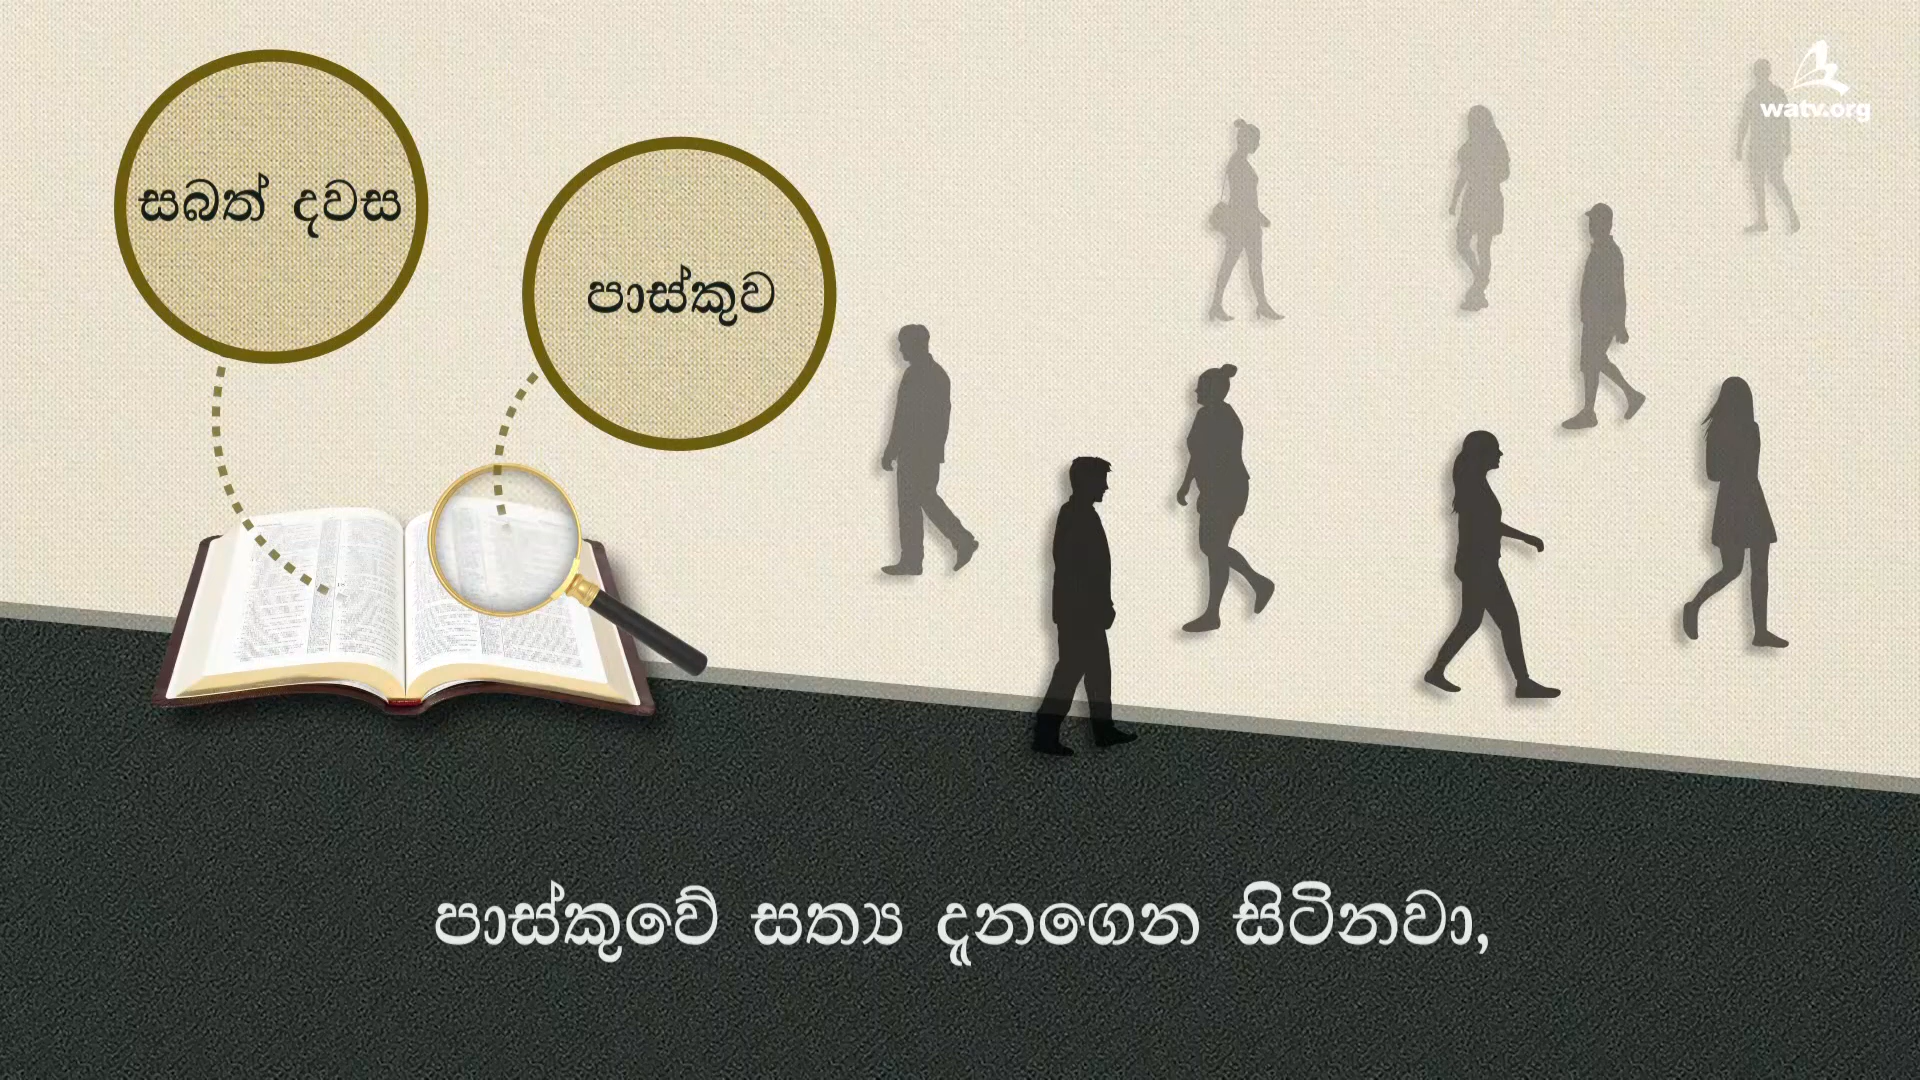 සබත් දවස
පාස්කුව
watv.org
පාස්කුවේ සත්‍ය දූනගෙන සිටිනවා,